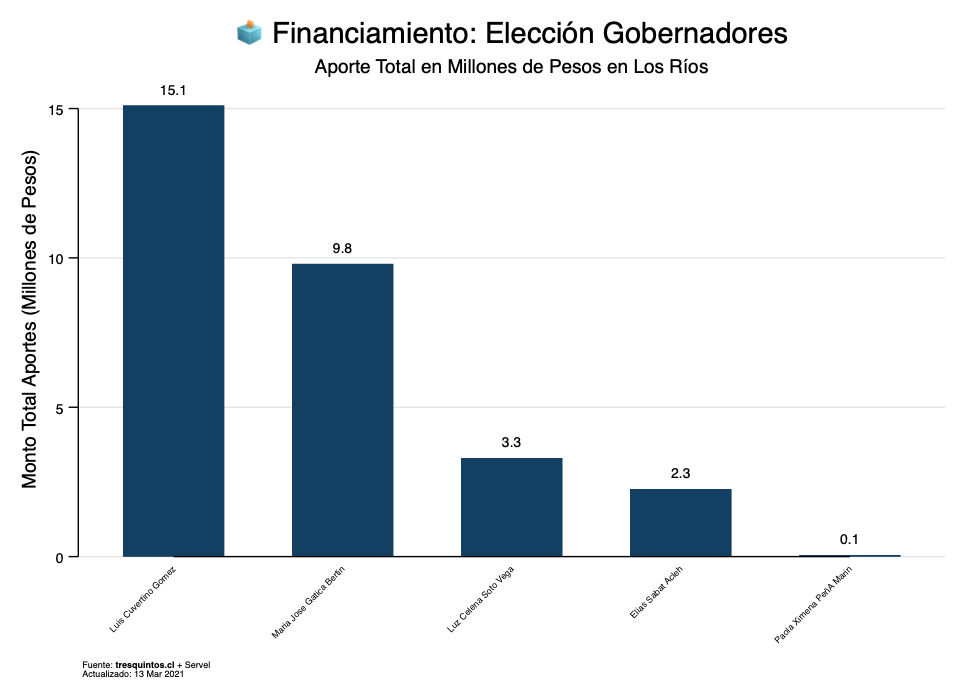 Financiamiento: Elección Gobernadores
Aporte Total en Millones de Pesos en Los Ríos
Monto Total Aportes (Millones de Pesos)
15
10
5
0
15.1
9.8
3.3
2.3
0.1
Luis Cuvertino Gomez
Maria Jose Gatica Bertin
Luz Celena Soto Vega
Elias Sabat Acleh
Paola Ximena PeñA Marin
Fuente: tresquintos.cl + Servel
Actualizado: 13 Mar 2021